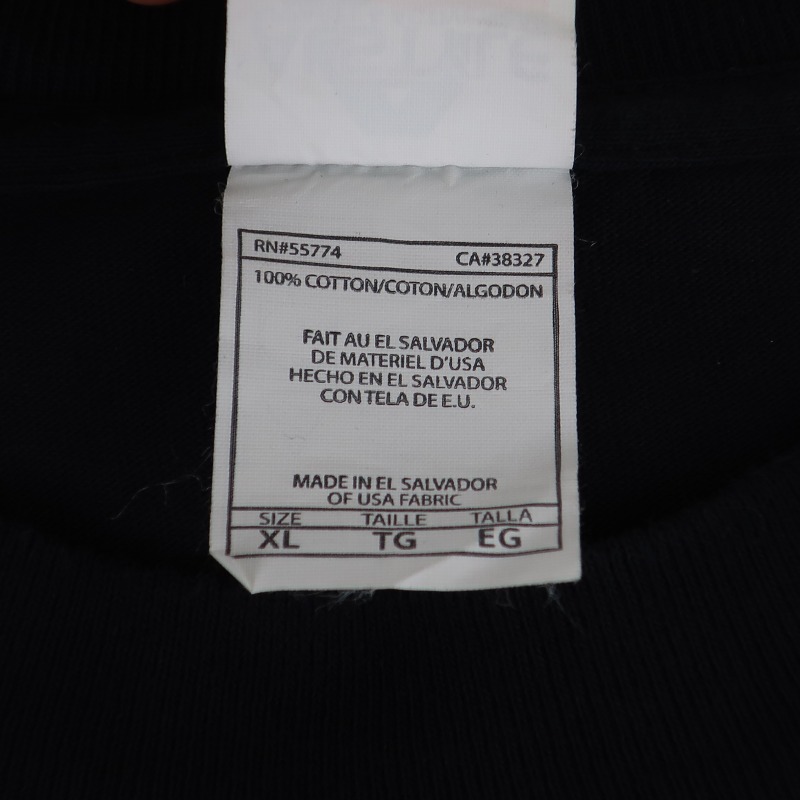 RN#55774 CA#38327
100% COTTON/COTON/ALGODON
FAIT AU EL SALVADOR
DE MATERIEL D'USA
HECHO EN EL SALVADOR
CON TELA DE E.U.
MADE IN EL SALVADOR
OF USA FABRIC
SIZE TAILLE TALLA
XL TG EG